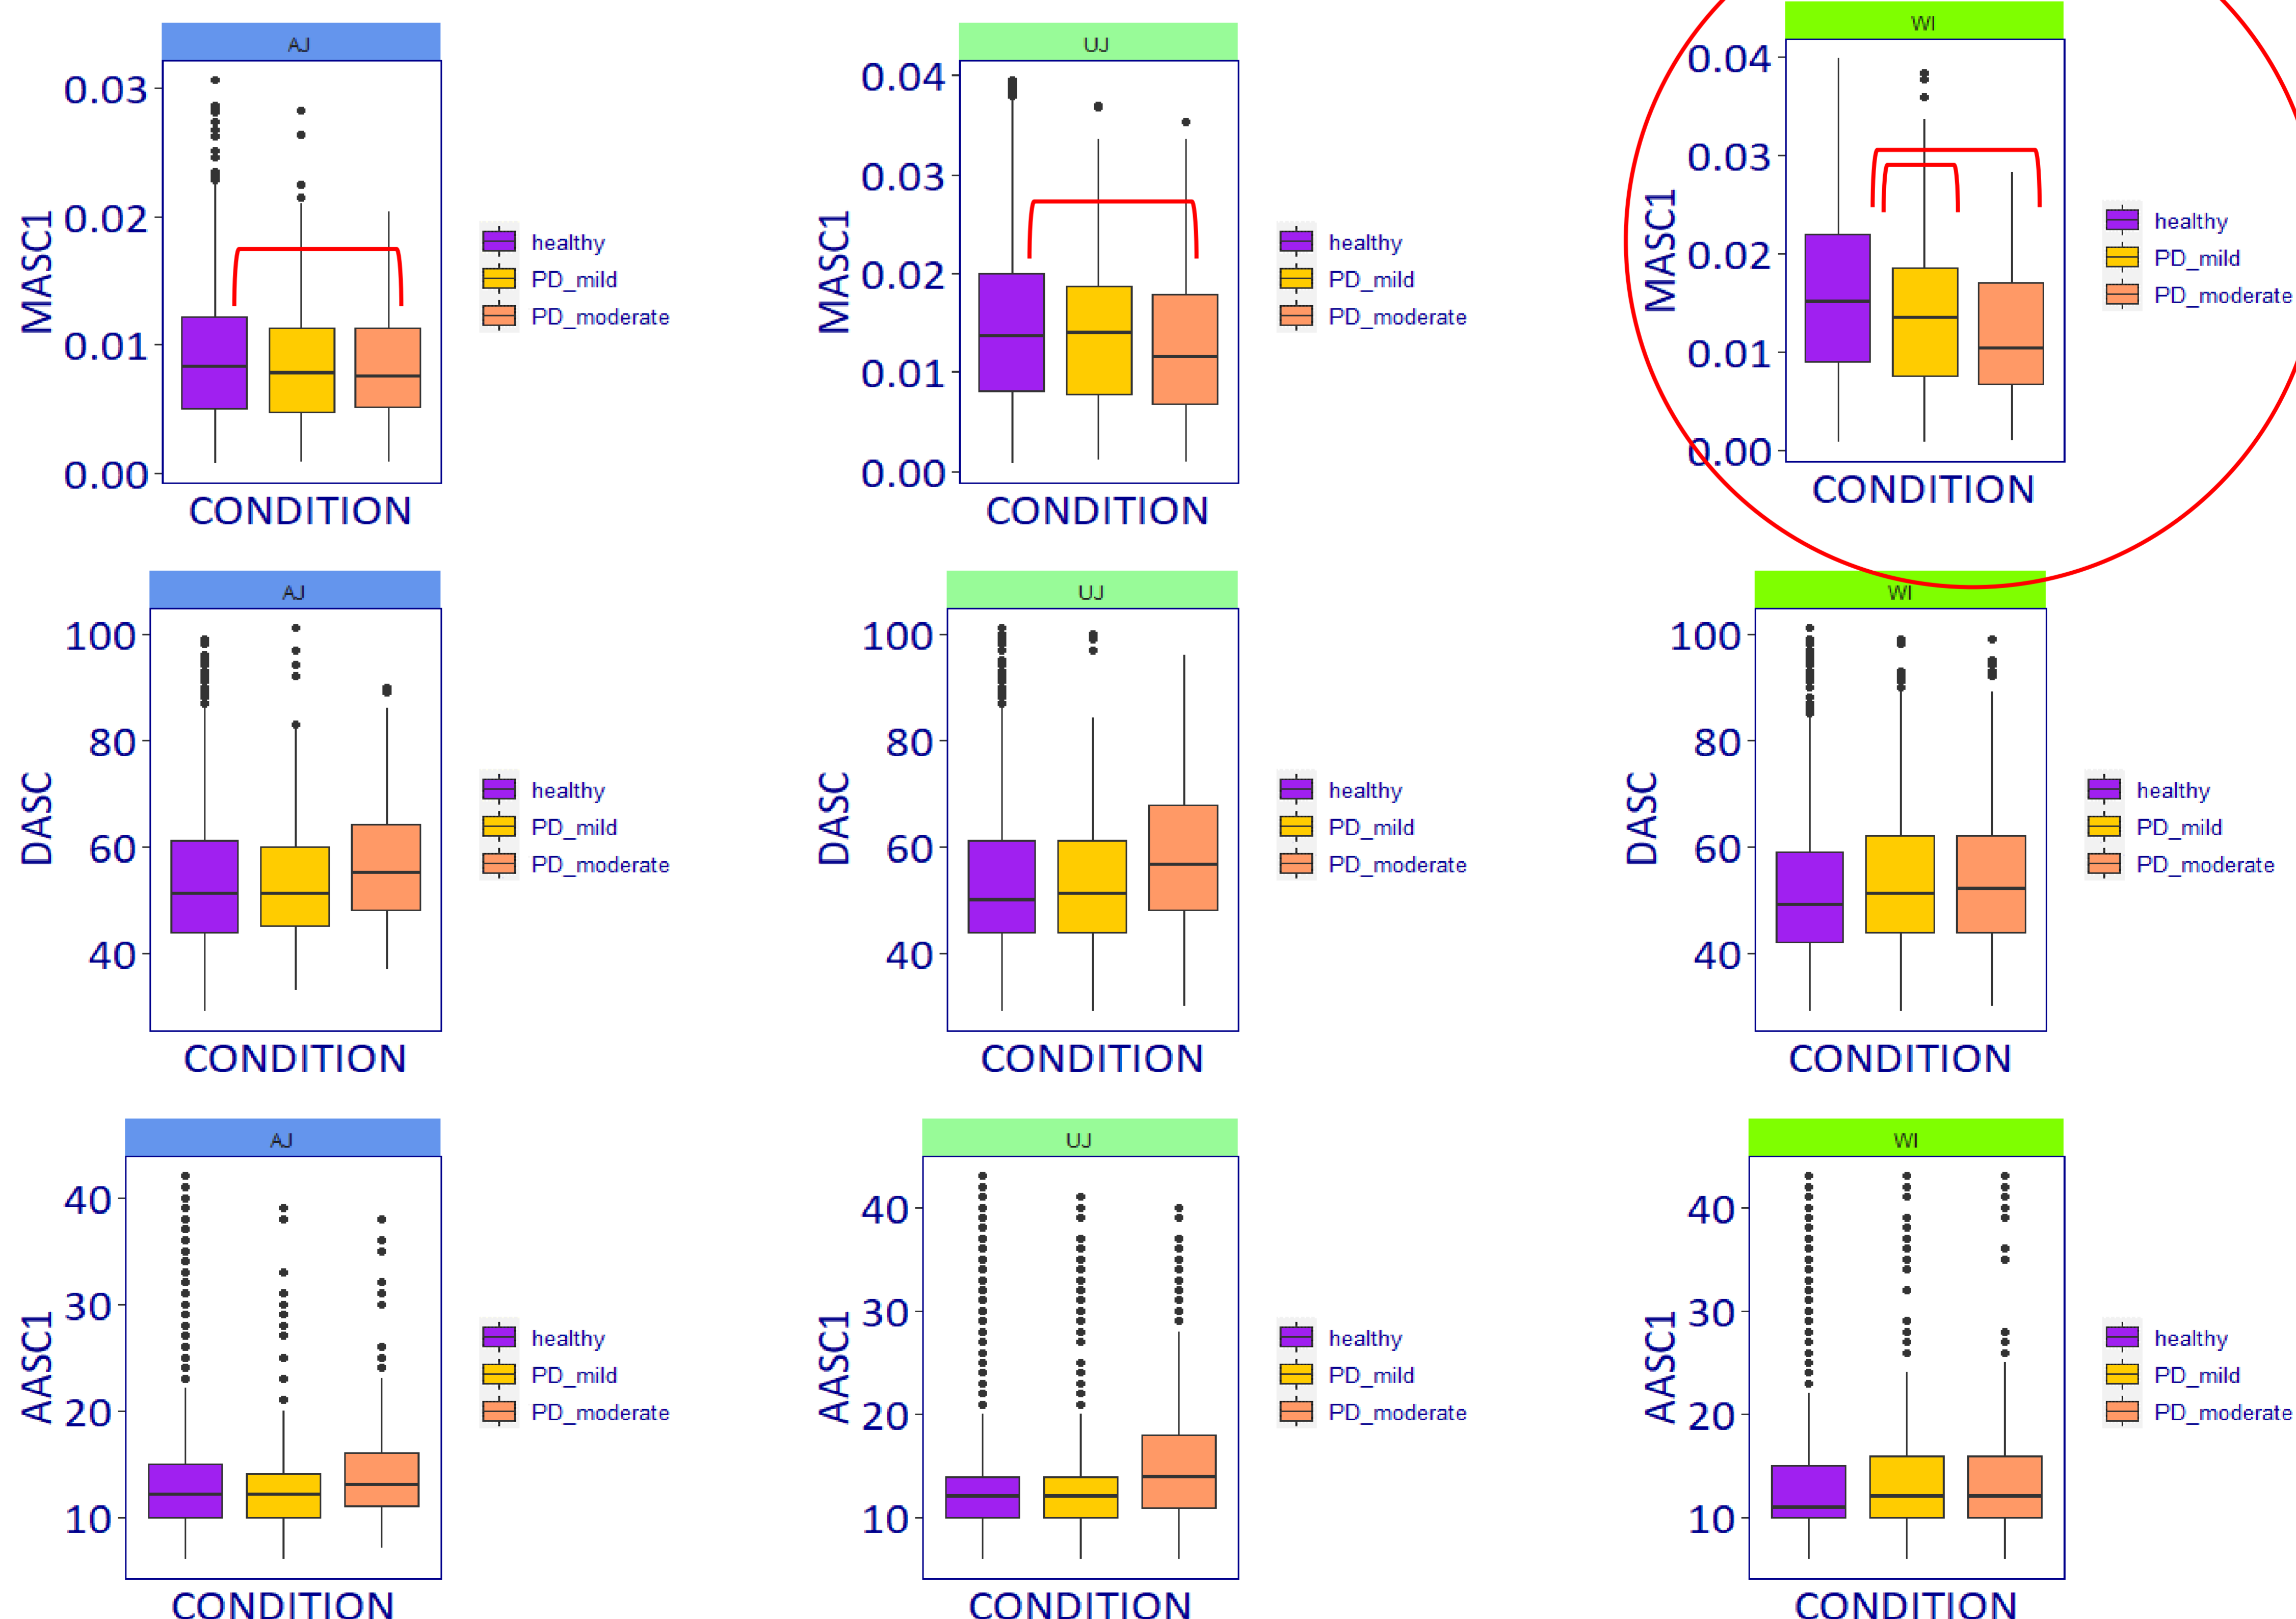 AJ
0.03
0.02
0.01
0.00
MASC1
CONDITION
healthy
PD_mild
PD_moderate
UJ
0.04
0.03
0.02
0.01
0.00
MASC1
CONDITION
healthy
PD_mild
PD_moderate
WI
0.04
0.03
0.02
0.01
0.00
MASC1
CONDITION
healthy
PD_mild
PD_moderate
AJ
100
80
60
40
DASC
CONDITION
healthy
PD_mild
PD_moderate
UJ
100
80
60
40
DASC
CONDITION
healthy
PD_mild
PD_moderate
WI
100
80
60
40
DASC
CONDITION
healthy
PD_mild
PD_moderate
AJ
40
30
20
10
AASC1
CONDITION
healthy
PD_mild
PD_moderate
UJ
40
30
20
10
AASC1
CONDITION
healthy
PD_mild
PD_moderate
WI
40
30
20
10
AASC1
CONDITION
healthy
PD_mild
PD_moderate